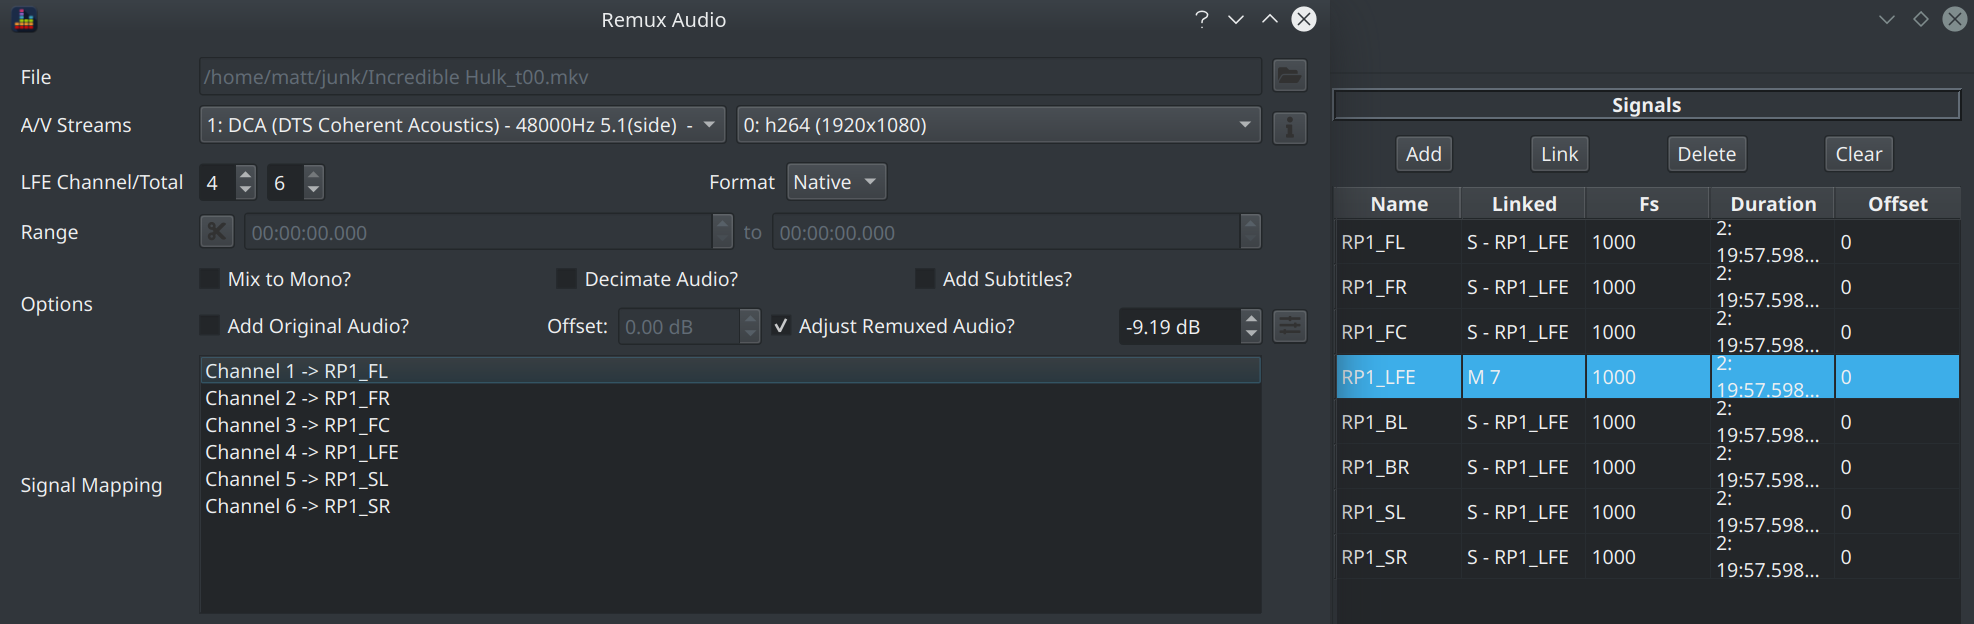 Remux Audio
File
/home/matt/junk/Incredible Hulk_t00.mkv
A/V Streams
1: DCA (DTS Coherent Acoustics) - 48000Hz 5.1(side) -
0: h264 (1920x1080)
LFE Channel/Total
4
6
Format
Native
Range
00:00:00.000
to
00:00:00.000
Options
Mix to Mono?
Decimate Audio?
Add Subtitles?
Add Original Audio?
Offset:
0.00 dB
Adjust Remuxed Audio?
-9.19 dB
Signal Mapping
Channel 1 -> RP1_FL
Channel 2 -> RP1_FR
Channel 3 -> RP1_FC
Channel 4 -> RP1_LFE
Channel 5 -> RP1_SL
Channel 6 -> RP1_SR
Signals
Add
Link
Delete
Clear
Name Linked Fs Duration Offset
RP1_FL S - RP1_LFE 1000 2:
19:57.598... 0
RP1_FR S - RP1_LFE 1000 2:
19:57.598... 0
RP1_FC S - RP1_LFE 1000 2:
19:57.598... 0
RP1_LFE M 7 1000 2:
19:57.598... 0
RP1_BL S - RP1_LFE 1000 2:
19:57.598... 0
RP1_BR S - RP1_LFE 1000 2:
19:57.598... 0
RP1_SL S - RP1_LFE 1000 2:
19:57.598... 0
RP1_SR S - RP1_LFE 1000 2:
19:57.598... 0